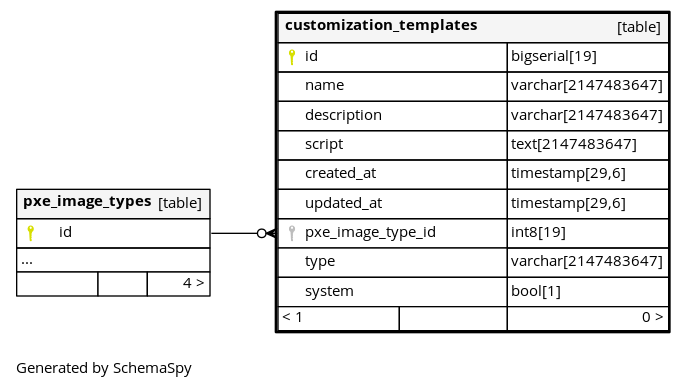 customization_templates [table]
id bigserial[19]
name varchar[2147483647]
description varchar[2147483647]
script text[2147483647]
created_at timestamp[29,6]
updated_at timestamp[29,6]
pxe_image_type_id int8[19]
type varchar[2147483647]
system bool[1]
< 1 0 >
pxe_image_types [table]
id
...
4 >
Generated by SchemaSpy